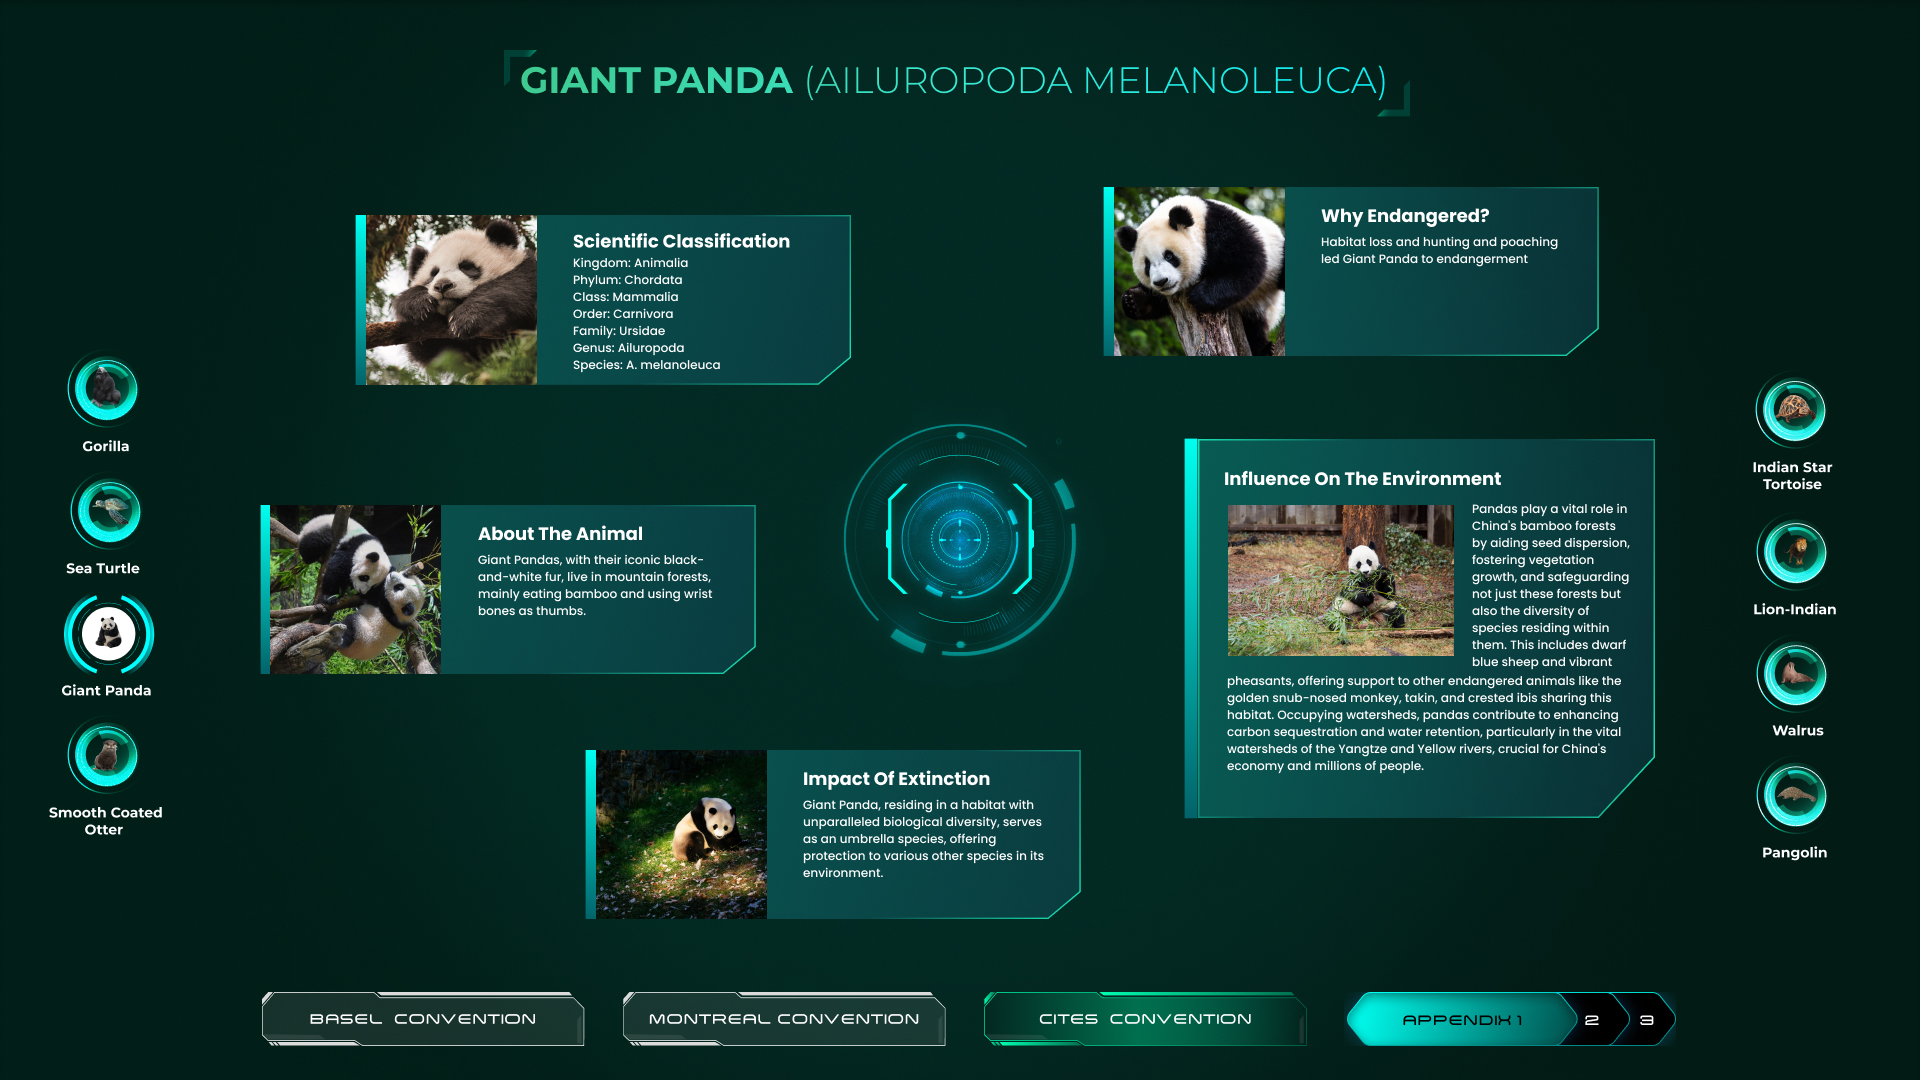 GIANT PANDA (AILUROPODA MELANOLEUCA)
Scientific Classification
Kingdom: Animalia
Phylum: Chordata
Class: Mammalia
Order: Carnivora
Family: Ursidae
Genus: Ailuropoda
Species: A. melanoleuca
Why Endangered?
Habitat loss and hunting and poaching
led Giant Panda to endangerment
Gorilla
Sea Turtle
Giant Panda
Smooth Coated
Otter
About The Animal
Giant Pandas, with their iconic black-
and-white fur, live in mountain forests,
mainly eating bamboo and using wrist
bones as thumbs.
Influence On The Environment
Pandas play a vital role in
China's bamboo forests
by aiding seed dispersion,
fostering vegetation
growth, and safeguarding
not just these forests but
also the diversity of
species residing within
them. This includes dwarf
blue sheep and vibrant
pheasants, offering support to other endangered animals like the
golden snub-nosed monkey, takin, and crested ibis sharing this
habitat. Occupying watersheds, pandas contribute to enhancing
carbon sequestration and water retention, particularly in the vital
watersheds of the Yangtze and Yellow rivers, crucial for China's
economy and millions of people.
Impact Of Extinction
Giant Panda, residing in a habitat with
unparalleled biological diversity, serves
as an umbrella species, offering
protection to various other species in its
environment.
Indian Star
Tortoise
Lion-Indian
Walrus
Pangolin
BASEL CONVENTION
MONTREAL CONVENTION
CITES CONVENTION
APPENDIX 1
2
3